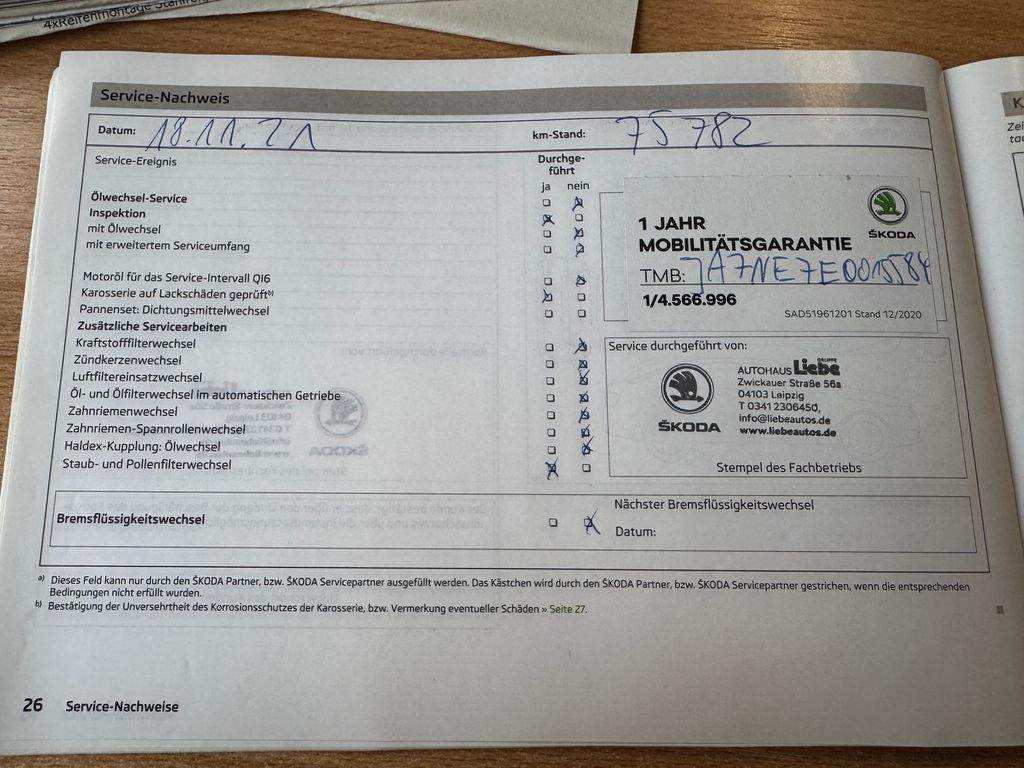 4xReifenmontage
Service-Nachweis
Datum: 18.11.21 km-Stand: 75782
Service-Ereignis
Durchge-
führt
ja nein
Ölwechsel-Service
Inspektion
mit Ölwechsel
mit erweitertem Serviceumfang
Motoröl für das Service-Intervall QI6
Karosserie auf Lackschäden geprüft b)
Pannenset: Dichtungsmittelwechsel
Zusätzliche Servicearbeiten
Kraftstofffilterwechsel
Zündkerzenwechsel
Luftfiltereinsatzwechsel
Öl- und Ölfilterwechsel im automatischen Getriebe
Zahnriemenwechsel
Zahnriemen-Spannrollenwechsel
Haldex-Kupplung: Ölwechsel
Staub- und Pollenfilterwechsel
1 JAHR
MOBILITÄTSGARANTIE
ŠKODA
TMB: JA7NE7E0015584
1/4.566.996
SAD51961201 Stand 12/2020
Service durchgeführt von:
ŠKODA
GRUPPE
AUTOHAUS Liebe
Zwickauer Straße 56a
04103 Leipzig
T 0341 2306450,
info@liebeautos.de
www.liebeautos.de
Stempel des Fachbetriebs
Bremsflüssigkeitswechsel
Nächster Bremsflüssigkeitswechsel
Datum:
a) Dieses Feld kann nur durch den ŠKODA Partner, bzw. ŠKODA Servicepartner ausgefüllt werden. Das Kästchen wird durch den ŠKODA Partner, bzw. ŠKODA Servicepartner gestrichen, wenn die entsprechenden
Bedingungen nicht erfüllt wurden.
b) Bestätigung der Unversehrtheit des Korrosionsschutzes der Karosserie, bzw. Vermerkung eventueller Schäden » Seite 27.
26 Service-Nachweise